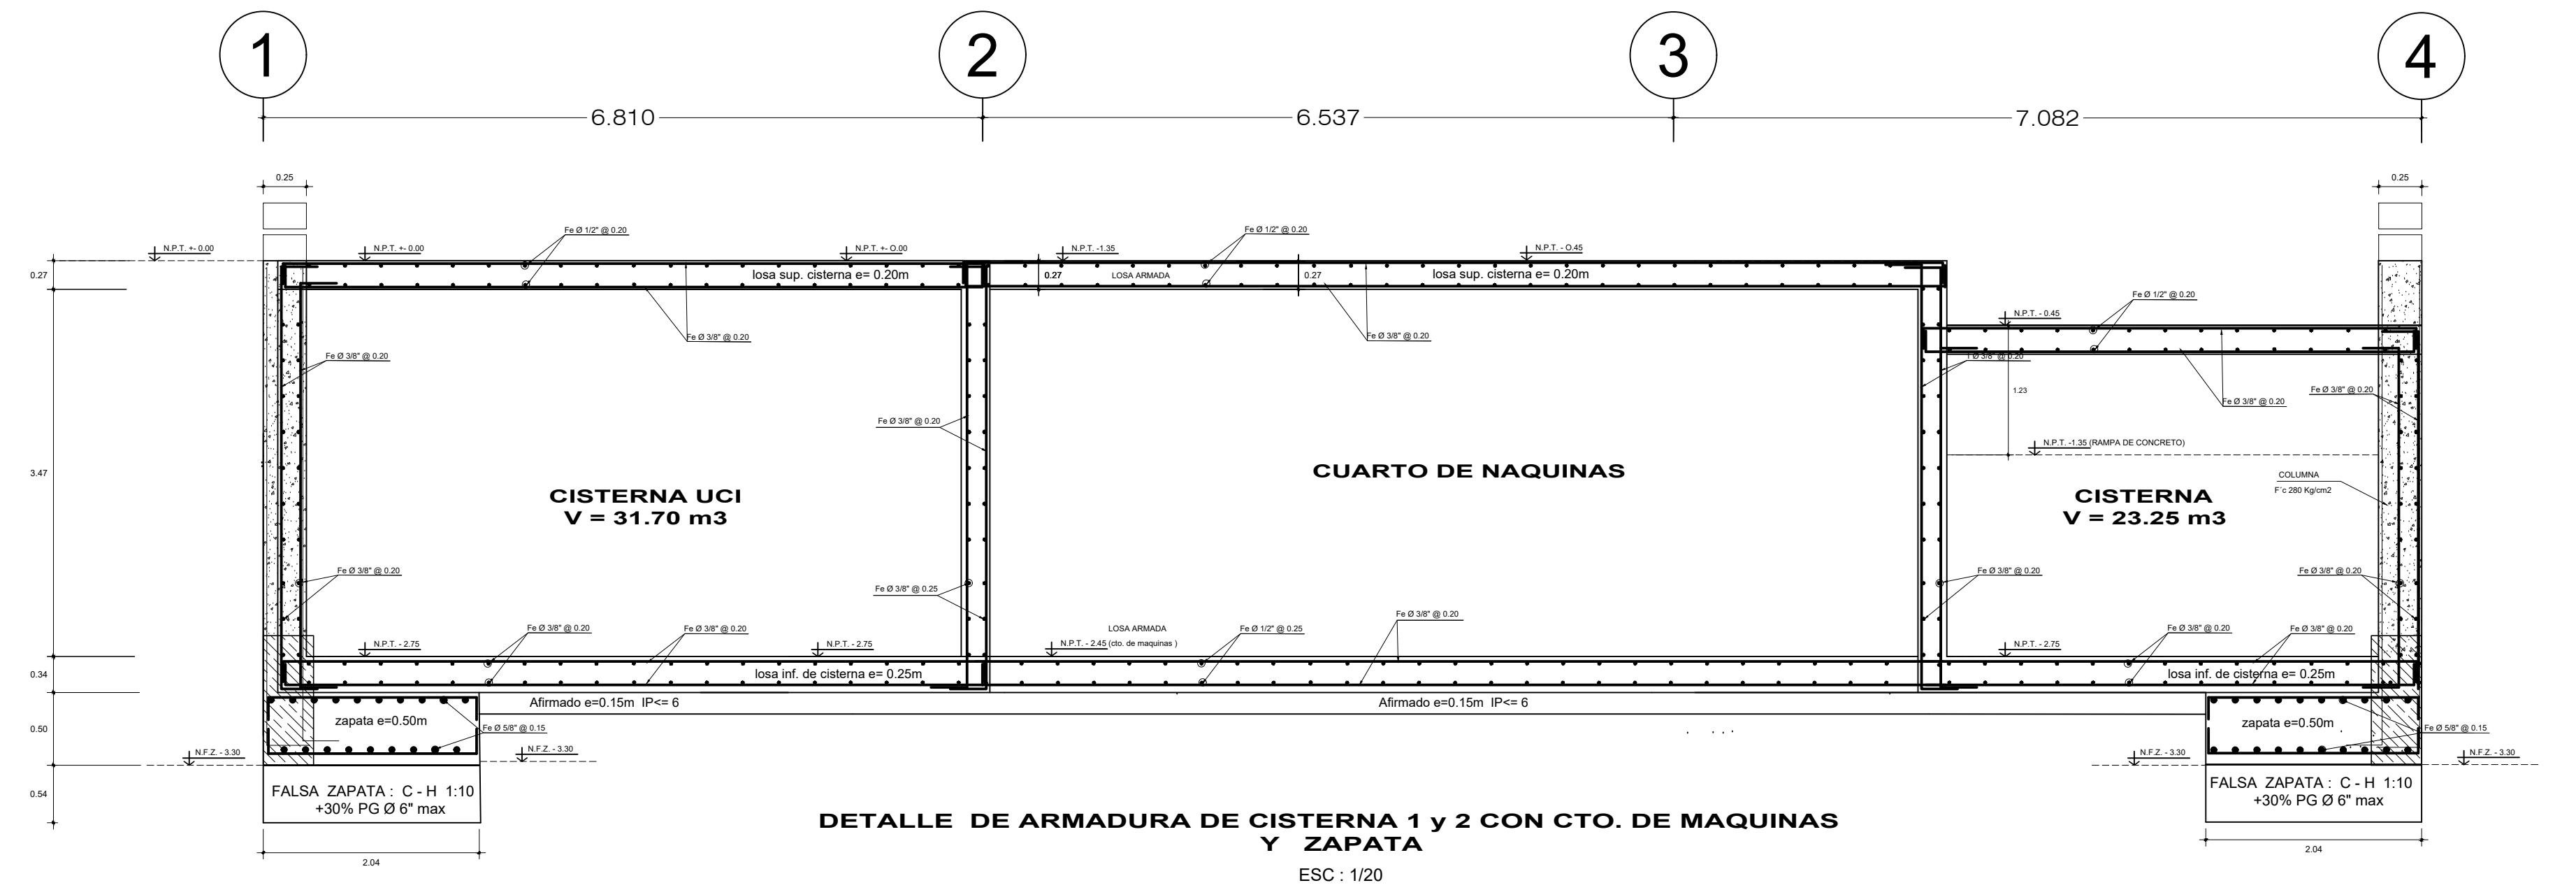 1 2 3 4
6.810 6.537 7.082
0.25 0.25
Fe Ø 1/2" @ 0.20 Fe Ø 1/2" @ 0.20
N.P.T. +- 0.00 N.P.T. +- 0.00 N.P.T. +- O.00 N.P.T. -1.35 N.P.T. - O.45
0.27 losa sup. cisterna e= 0.20m 0.27 LOSA ARMADA 0.27 losa sup. cisterna e= 0.20m
Fe Ø 1/2" @ 0.20
N.P.T. - 0.45
Fe Ø 3/8" @ 0.20 Fe Ø 3/8" @ 0.20
Fe Ø 3/8" @ 0.20 Ø 3/8" @ 0.20
1.23 Fe Ø 3/8" @ 0.20
Fe Ø 3/8" @ 0.20
Fe Ø 3/8" @ 0.20
N.P.T. -1.35 (RAMPA DE CONCRETO)
3.47 CUARTO DE NAQUINAS
COLUMNA
F´c 280 Kg/cm2
CISTERNA UCI
V = 31.70 m3
CISTERNA
V = 23.25 m3
Fe Ø 3/8" @ 0.20 Fe Ø 3/8" @ 0.25 Fe Ø 3/8" @ 0.20 Fe Ø 3/8" @ 0.20
Fe Ø 3/8" @ 0.20
Fe Ø 3/8" @ 0.20 Fe Ø 3/8" @ 0.20 LOSA ARMADA Fe Ø 1/2" @ 0.25 Fe Ø 3/8" @ 0.20 Fe Ø 3/8" @ 0.20
N.P.T. - 2.75 N.P.T. - 2.75 N.P.T. - 2.45 (cto. de maquinas ) N.P.T. - 2.75
0.34 losa inf. de cisterna e= 0.25m losa inf. de cisterna e= 0.25m
Afirmado e=0.15m IP<= 6 Afirmado e=0.15m IP<= 6
0.50 zapata e=0.50m Fe Ø 5/8" @ 0.15 zapata e=0.50m Fe Ø 5/8" @ 0.15
N.F.Z. - 3.30 N.F.Z. - 3.30 N.F.Z. - 3.30 N.F.Z. - 3.30
0.54
FALSA ZAPATA : C - H 1:10
+30% PG Ø 6" max
FALSA ZAPATA : C - H 1:10
+30% PG Ø 6" max
2.04 2.04
DETALLE DE ARMADURA DE CISTERNA 1 y 2 CON CTO. DE MAQUINAS
Y ZAPATA
ESC : 1/20